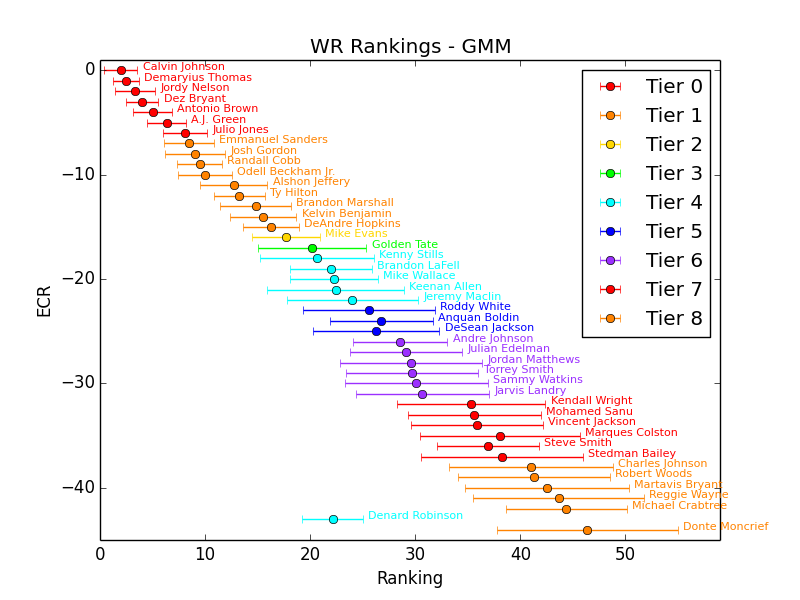 WR Rankings - GMM
Calvin Johnson
Demaryius Thomas
Jordy Nelson
Dez Bryant
Antonio Brown
A.J. Green
Julio Jones
Emmanuel Sanders
Josh Gordon
Randall Cobb
Odell Beckham Jr.
Alshon Jeffery
Ty Hilton
Brandon Marshall
Kelvin Benjamin
DeAndre Hopkins
Mike Evans
Golden Tate
Kenny Stills
Brandon LaFell
Mike Wallace
Keenan Allen
Jeremy Maclin
Roddy White
Anquan Boldin
DeSean Jackson
Andre Johnson
Julian Edelman
Jordan Matthews
Torrey Smith
Sammy Watkins
Jarvis Landry
Kendall Wright
Mohamed Sanu
Vincent Jackson
Marques Colston
Steve Smith
Stedman Bailey
Charles Johnson
Robert Woods
Martavis Bryant
Reggie Wayne
Michael Crabtree
Denard Robinson
Donte Moncrief
Tier 0
Tier 1
Tier 2
Tier 3
Tier 4
Tier 5
Tier 6
Tier 7
Tier 8
0
−10
−20
−30
−40
ECR
0 10 20 30 40 50
Ranking